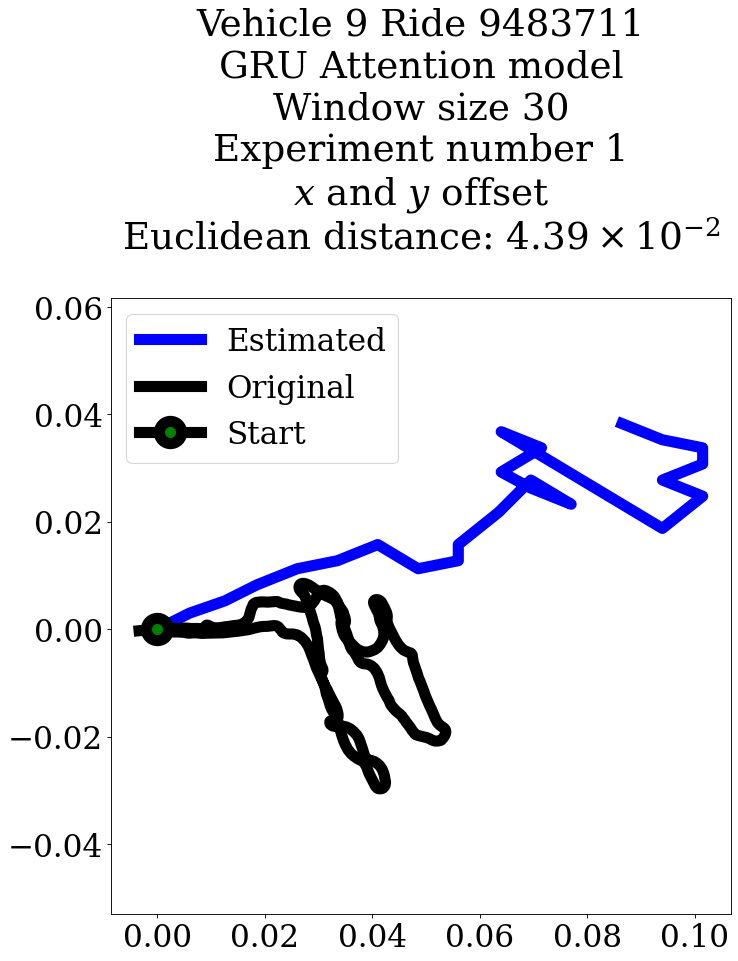 Vehicle 9 Ride 9483711
GRU Attention model
Window size 30
Experiment number 1
x and y offset
Euclidean distance: 4.39 × 10⁻²
0.06
0.04
0.02
0.00
−0.02
−0.04
Estimated
Original
Start
0.00 0.02 0.04 0.06 0.08 0.10